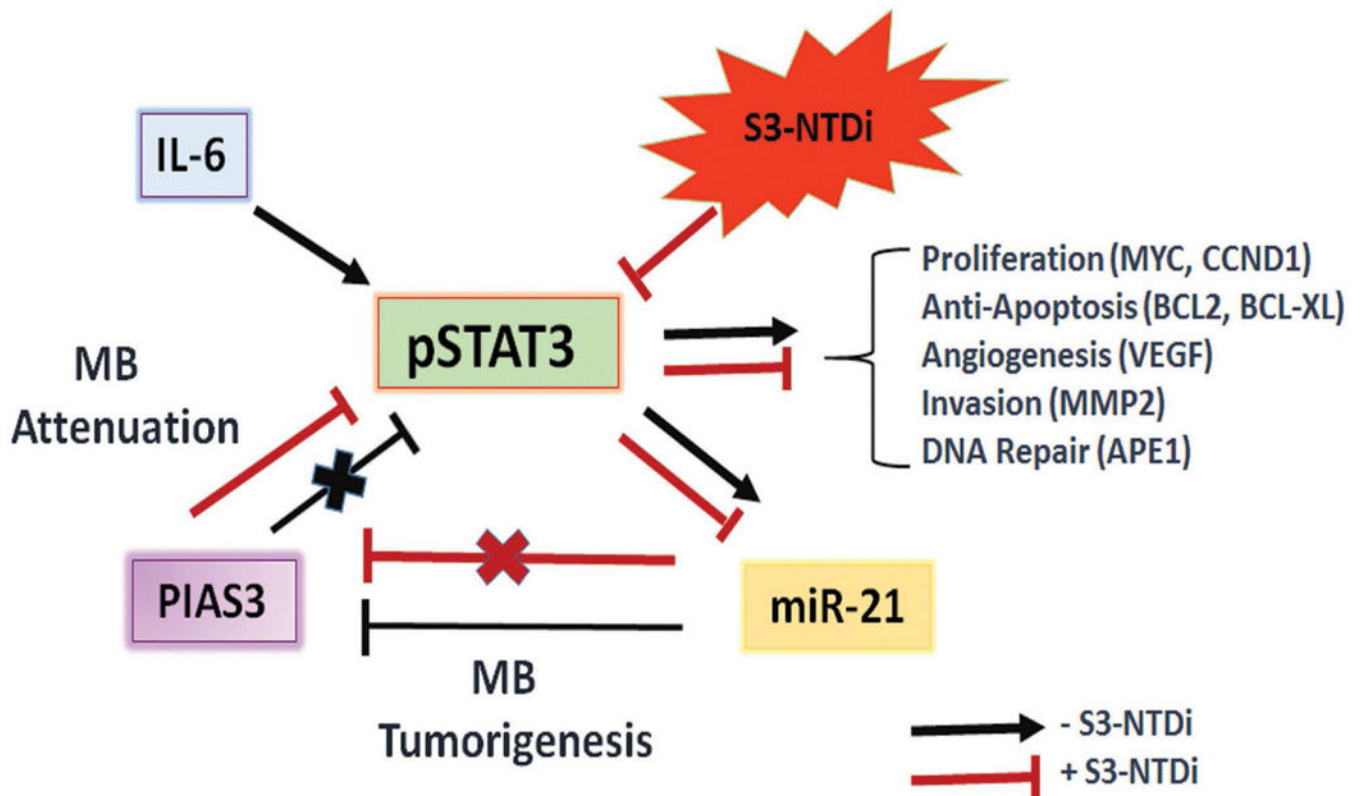 S3-NTDi
IL-6
pSTAT3
Proliferation (MYC, CCND1)
Anti-Apoptosis (BCL2, BCL-XL)
Angiogenesis (VEGF)
Invasion (MMP2)
DNA Repair (APE1)
MB
Attenuation
PIAS3
miR-21
MB
Tumorigenesis
- S3-NTDi
+ S3-NTDi